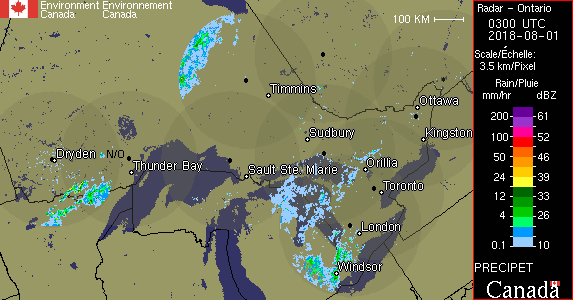 Environment Environnement
Canada Canada
100 KM
Timmins
Ottawa
Sudbury
Kingston
Dryden
N/O
Thunder Bay
Sault Ste. Marie
Orillia
Toronto
London
Windsor
Radar - Ontario
0300 UTC
2018-08-01
Scale/Échelle:
3.5 km/Pixel
Rain/Pluie
mm/hr dBZ
200 61
100 52
50 46
24 39
12 33
4 26
0.1 10
PRECIPET
Canada